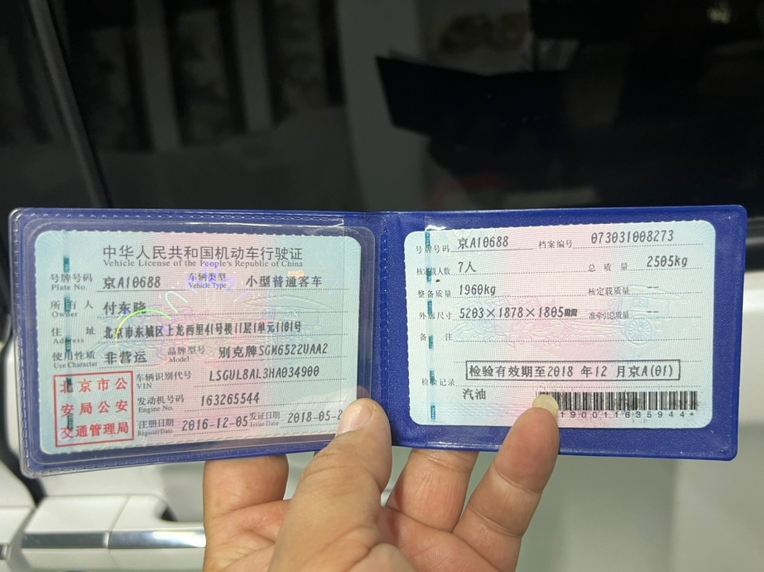 中华人民共和国机动车行驶证
Vehicle License of the People's Republic of China
号牌号码 京A10688 车辆类型 小型普通客车
Plate No. Vehicle Type
所有人 付东晓
Owner
住址 北京市东城区上龙西里41号楼11层1单元1101号
Address
使用性质 非营运 品牌型号 别克牌SGM6522UAA2
Use Character Model
北京市公安局公安交通管理局
车辆识别代号 LSGUL8AL3HA034900
VIN
发动机号码 163265544
Engine No.
注册日期 2016-12-05 发证日期 2018-05-2
Register Date Issue Date
号牌号码 京A10688 档案编号 073031008273
核定载人数 7人 总质量 2505kg
整备质量 1960kg 核定载质量 --
外廓尺寸 5203×1878×1805mm 准牵引总质量 --
备注
检验有效期至2018 年12 月京A(01)
检验记录
汽油